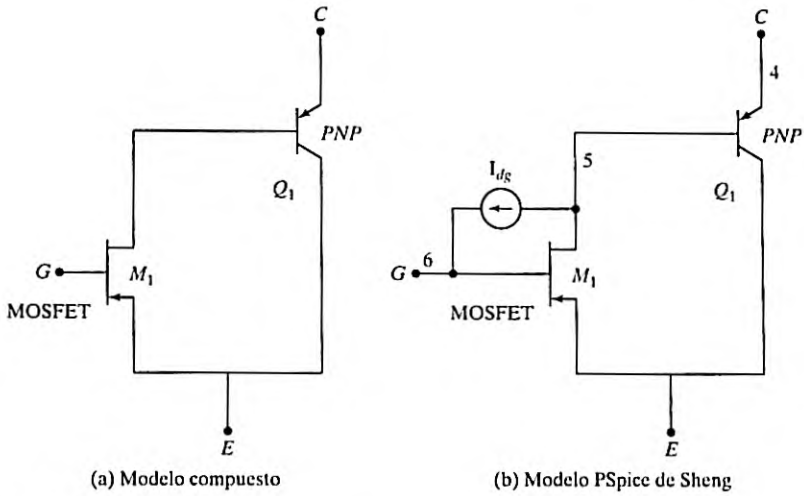 C
PNP
Q1
G
M1
MOSFET
E
(a) Modelo compuesto
C
4
PNP
5
Idg
Q1
6
G
M1
MOSFET
E
(b) Modelo PSpice de Sheng